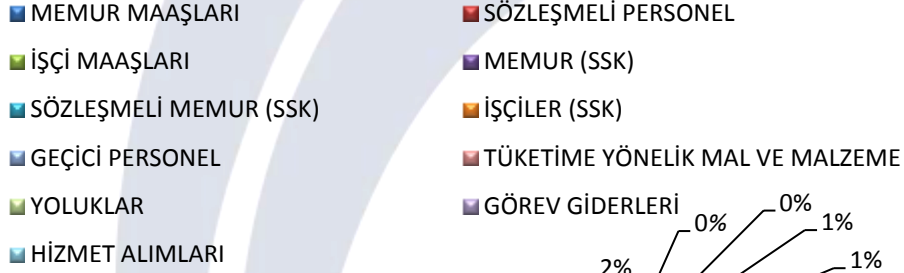 MEMUR MAAŞLARI
SÖZLEŞMELİ PERSONEL
İŞÇİ MAAŞLARI
MEMUR (SSK)
SÖZLEŞMELİ MEMUR (SSK)
İŞÇİLER (SSK)
GEÇİCİ PERSONEL
TÜKETİME YÖNELİK MAL VE MALZEME
YOLUKLAR
GÖREV GİDERLERİ
HİZMET ALIMLARI
0%
0%
1%
1%
2%